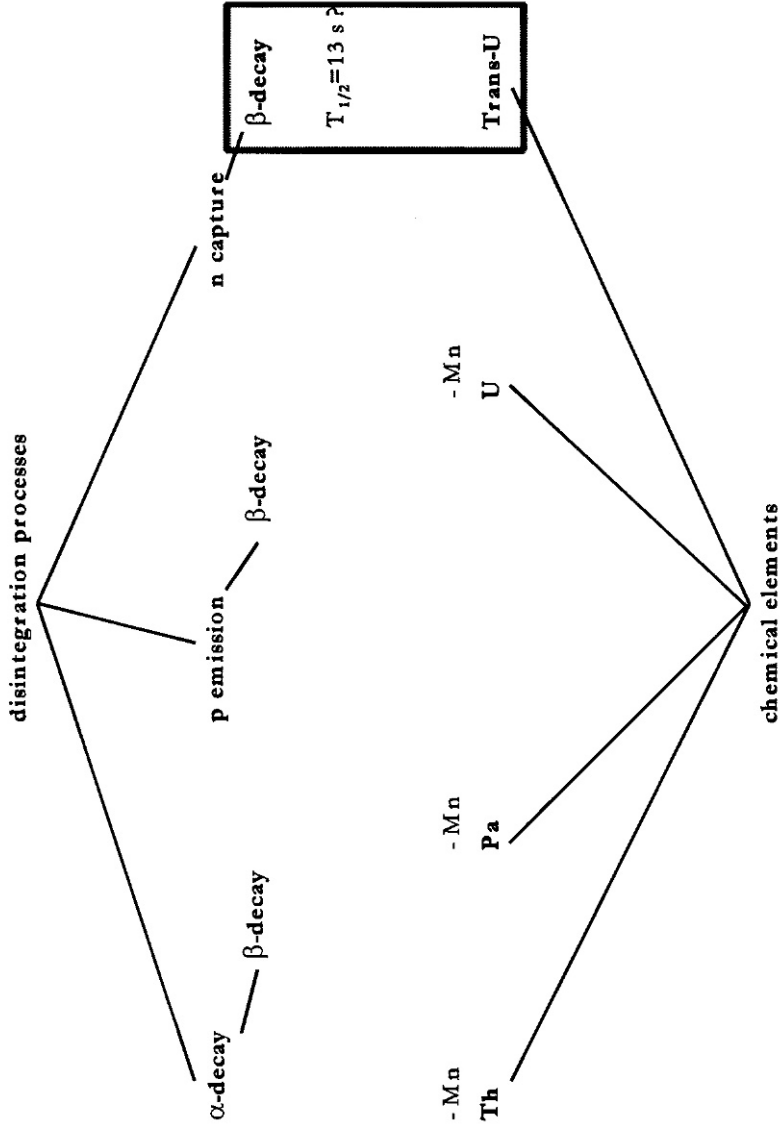 disintegration processes
α-decay
p emission
n capture
β-decay
β-decay
β-decay
T1/2=13 s ?
- Mn
- Mn
- Mn
Th
Pa
U
Trans-U
chemical elements